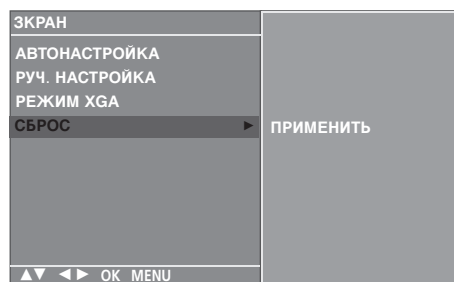 ЗКРАН
АВТОНАСТРОЙКА
РУЧ. НАСТРОЙКА
РЕЖИМ XGA
СБРОС ►
ПРИМЕНИТЬ
▲▼ ◄► OK MENU